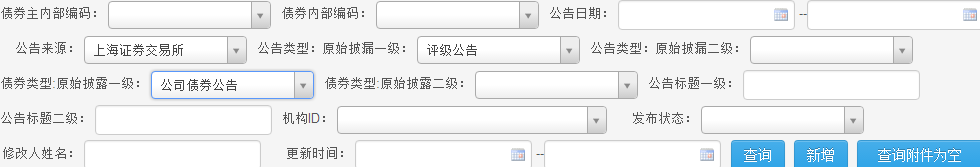 债券主内部编码： 债券内部编码： 公告日期： --
公告来源： 上海证券交易所 公告类型：原始披漏一级： 评级公告 公告类型：原始披漏二级：
债券类型:原始披露一级： 公司债券公告 债券类型:原始披露二级： 公告标题一级：
公告标题二级： 机构ID： 发布状态：
修改人姓名： 更新时间： -- 查询 新增 查询附件为空